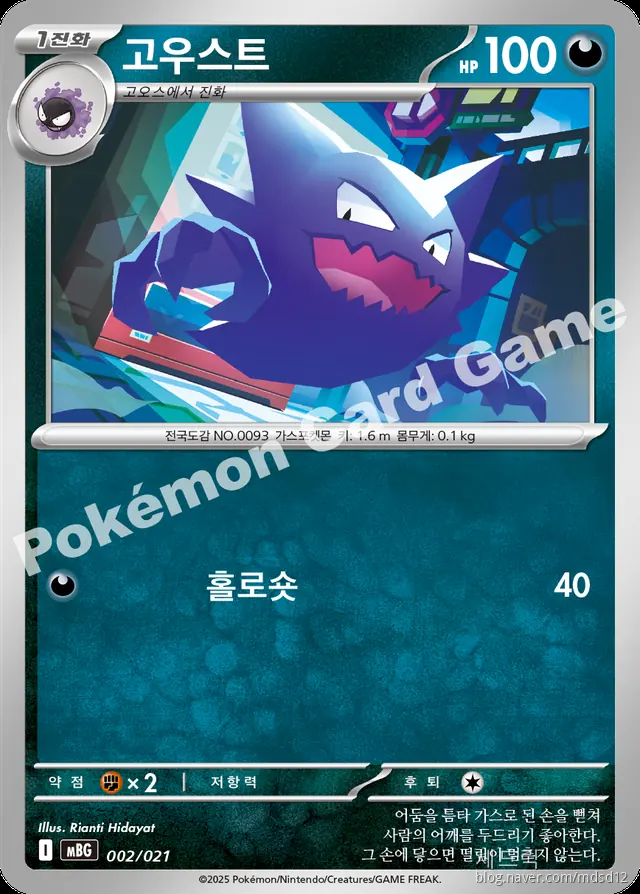 1진화
고우스트
HP 100
고오스에서 진화
Pokémon Card Game
전국도감 NO.0093 가스포켓몬 키: 1.6 m 몸무게: 0.1 kg
홀로숏 40
약점 ×2 저항력 후퇴
Illus. Rianti Hidayat
어둠을 틈타 가스로 된 손을 뻗쳐
사람의 어깨를 두드리기 좋아한다.
그 손에 닿으면 떨림이 멈추지 않는다.
I mBG 002/021
©2025 Pokémon/Nintendo/Creatures/GAME FREAK.
blog.naver.com/mdsd12